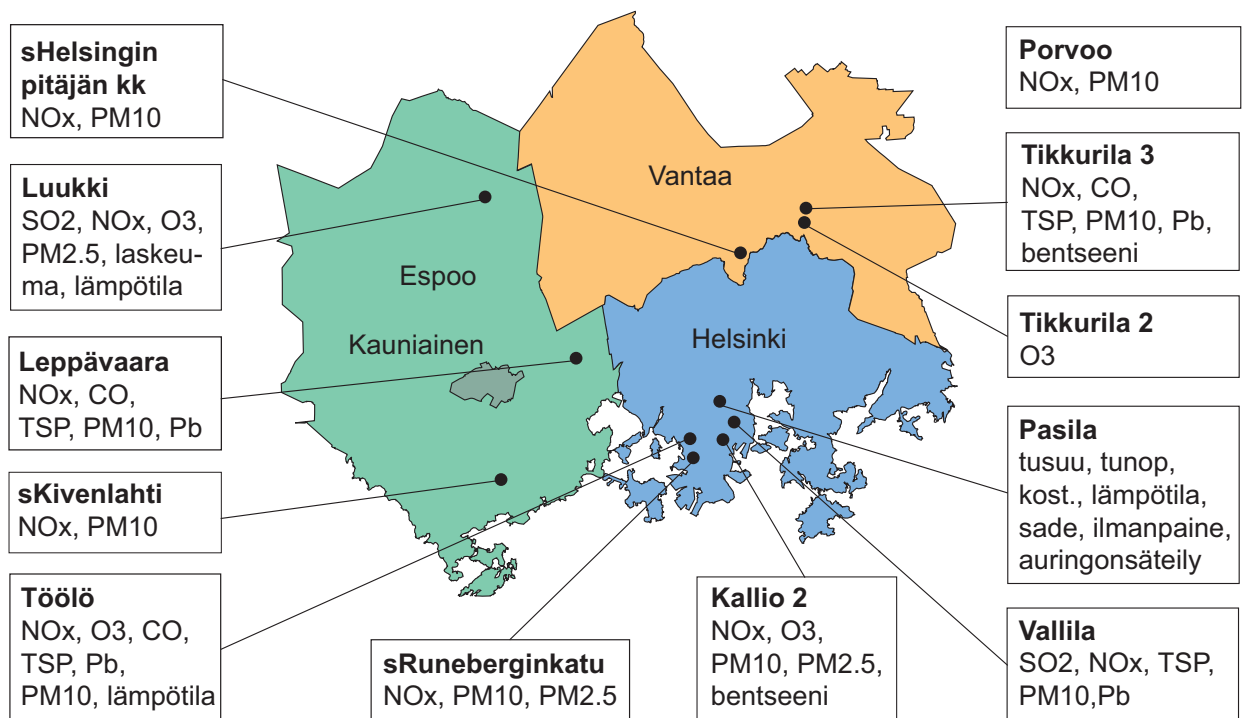 sHelsingin
pitäjän kk
NOx, PM10
Luukki
SO2, NOx, O3,
PM2.5, laskeu-
ma, lämpötila
Leppävaara
NOx, CO,
TSP, PM10, Pb
sKivenlahti
NOx, PM10
Töölö
NOx, O3, CO,
TSP, Pb,
PM10, lämpötila
Vantaa
Espoo
Kauniainen
Helsinki
sRuneberginkatu
NOx, PM10, PM2.5
Kallio 2
NOx, O3,
PM10, PM2.5,
bentseeni
Porvoo
NOx, PM10
Tikkurila 3
NOx, CO,
TSP, PM10, Pb,
bentseeni
Tikkurila 2
O3
Pasila
tusuu, tunop,
kost., lämpötila,
sade, ilmanpaine,
auringonsäteily
Vallila
SO2, NOx, TSP,
PM10,Pb